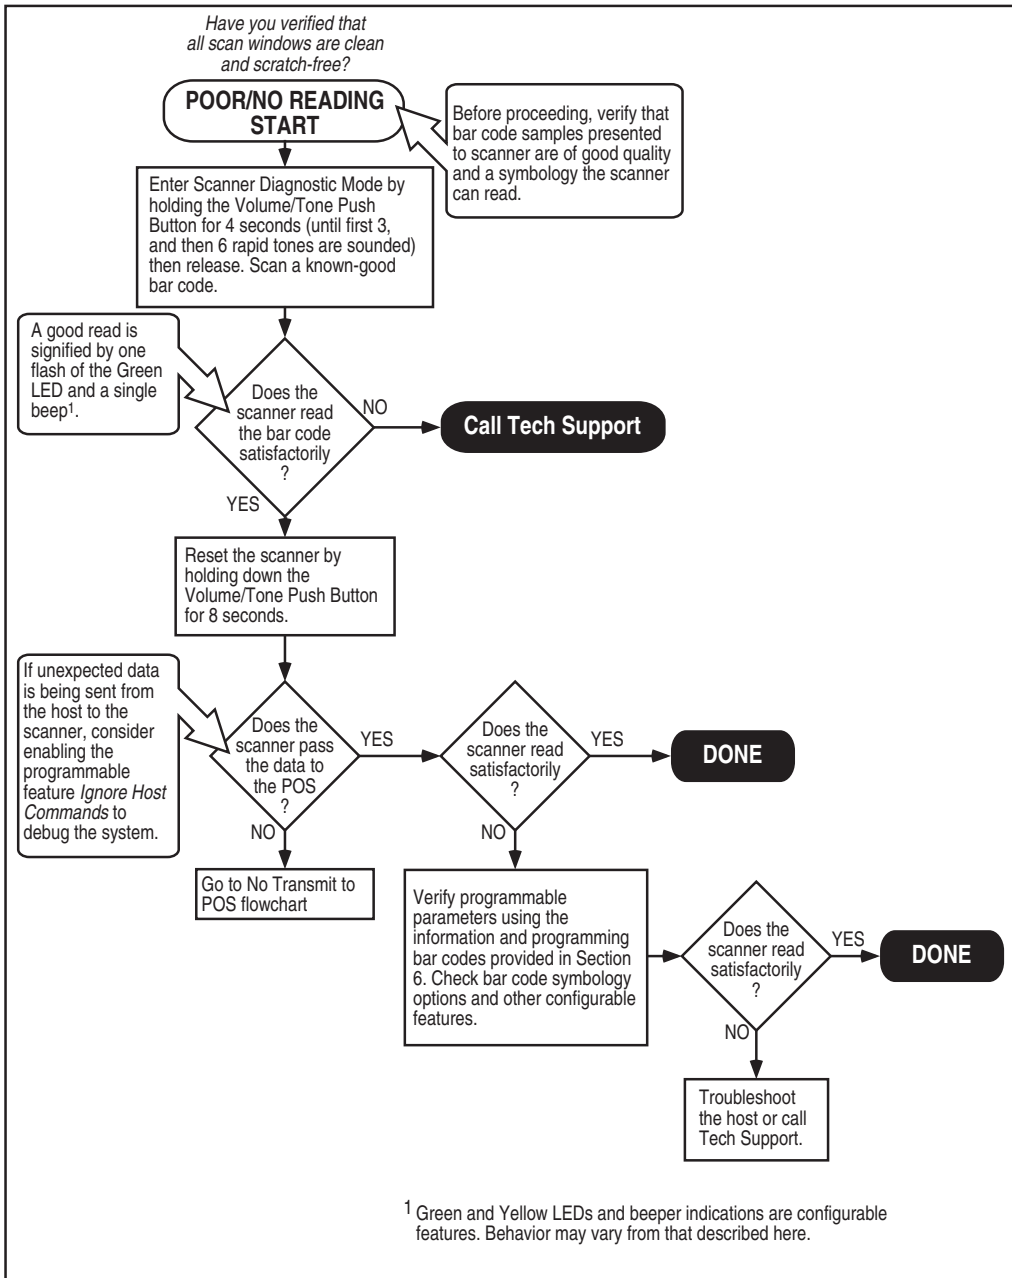 Have you verified that
all scan windows are clean
and scratch-free?
POOR/NO READING
START
Before proceeding, verify that
bar code samples presented
to scanner are of good quality
and a symbology the scanner
can read.
Enter Scanner Diagnostic Mode by
holding the Volume/Tone Push
Button for 4 seconds (until first 3,
and then 6 rapid tones are sounded)
then release. Scan a known-good
bar code.
A good read is
signified by one
flash of the Green
LED and a single
beep1.
Does the
scanner read
the bar code
satisfactorily
?
NO
Call Tech Support
YES
Reset the scanner by
holding down the
Volume/Tone Push Button
for 8 seconds.
If unexpected data
is being sent from
the host to the
scanner, consider
enabling the
programmable
feature Ignore Host
Commands to
debug the system.
Does the
scanner pass
the data to
the POS
?
YES
Does the
scanner read
satisfactorily
?
YES
DONE
NO
Go to No Transmit to
POS flowchart
NO
Verify programmable
parameters using the
information and programming
bar codes provided in Section
6. Check bar code symbology
options and other configurable
features.
Does the
scanner read
satisfactorily
?
YES
DONE
NO
Troubleshoot
the host or call
Tech Support.
1 Green and Yellow LEDs and beeper indications are configurable
features. Behavior may vary from that described here.